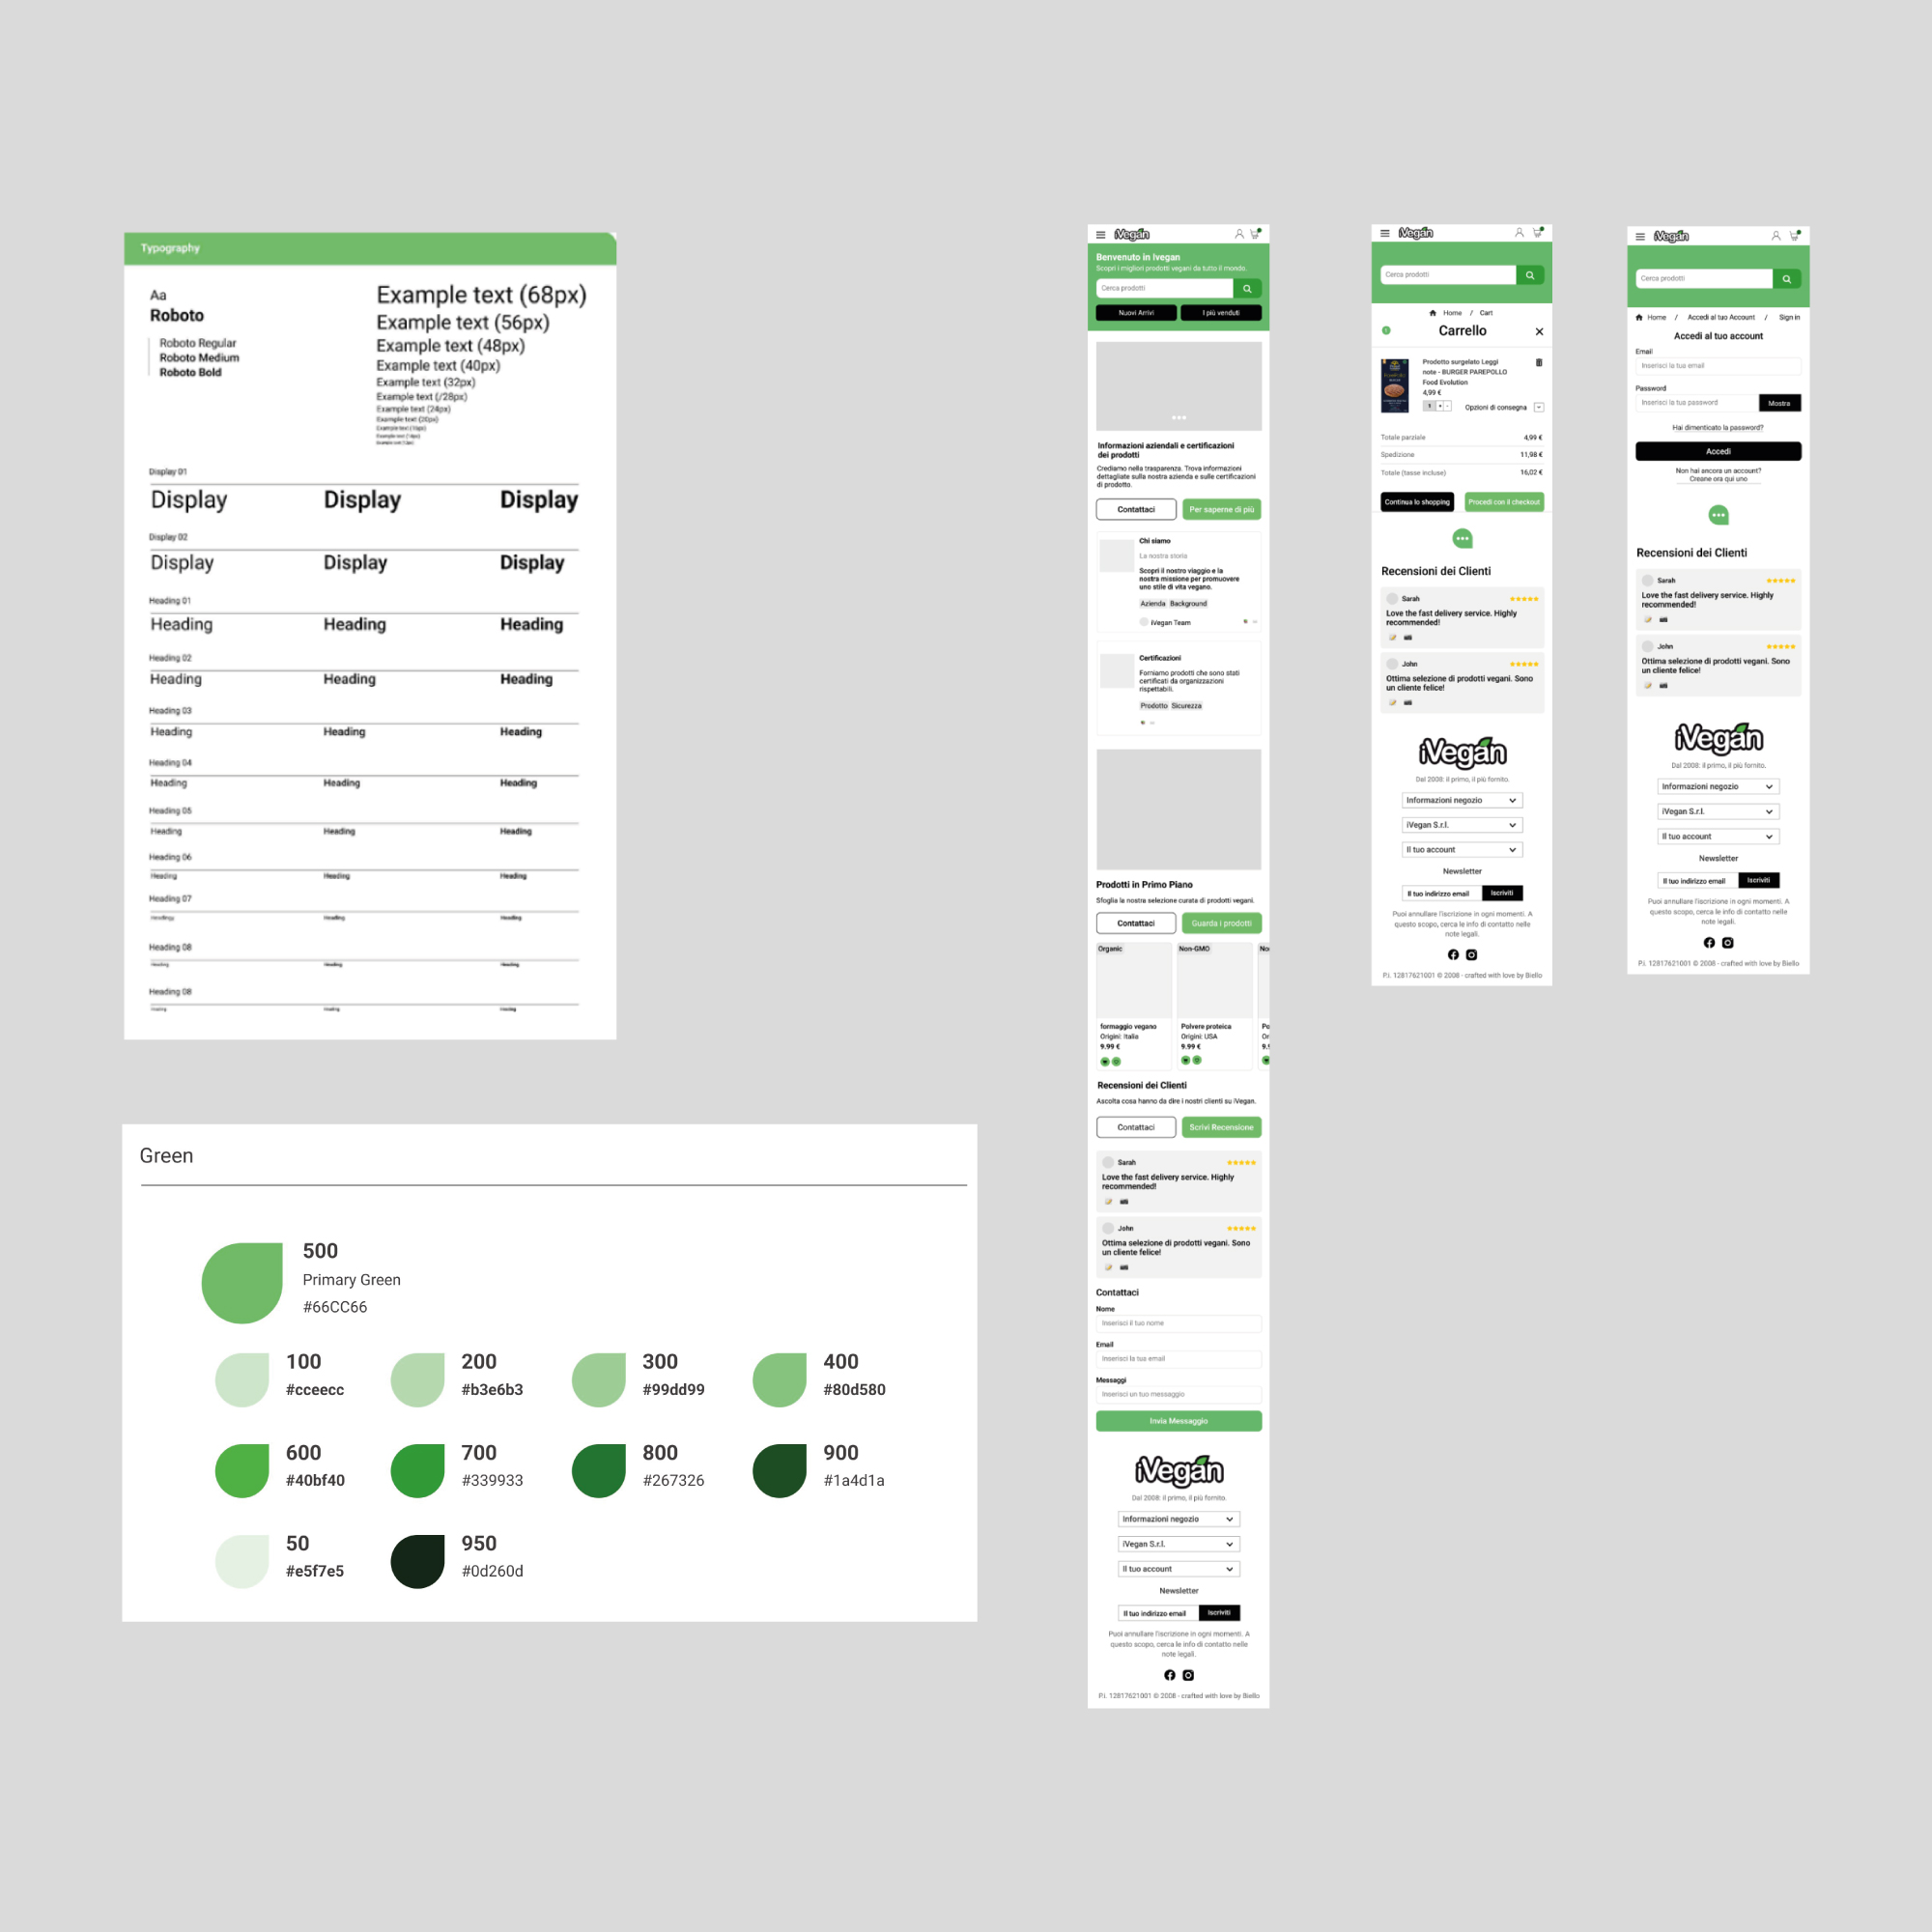 Typography
Aa
Roboto
Roboto Regular
Roboto Medium
Roboto Bold
Example text (68px)
Example text (56px)
Example text (48px)
Example text (40px)
Example text (32px)
Example text (/28px)
Example text (24px)
Example text (20px)
Display 01
Display Display Display
Display 02
Display Display Display
Heading 01
Heading Heading Heading
Heading 02
Heading Heading Heading
Heading 03
Heading Heading Heading
Heading 04
Heading Heading Heading
Heading 05
Heading Heading Heading
Heading 06
Heading Heading Heading
Heading 07
Heading Heading Heading
Heading 08
Heading Heading Heading
Heading 08
Heading Heading Heading
Green
500
Primary Green
#66CC66
100 200 300 400
#cceecc #b3e6b3 #99dd99 #80d580
600 700 800 900
#40bf40 #339933 #267326 #1a4d1a
50 950
#e5f7e5 #0d260d
iVegan
Benvenuto in Ivegan
Scopri i migliori prodotti vegani da tutto il mondo.
Cerca prodotti
Nuovi Arrivi I più venduti
Informazioni aziendali e certificazioni
dei prodotti
Crediamo nella trasparenza. Trova informazioni
dettagliate sulla nostra azienda e sulle certificazioni
di prodotto.
Contattaci Per saperne di più
Chi siamo
La nostra storia
Scopri il nostro viaggio e la
nostra missione per promuovere
uno stile di vita vegano.
Azienda Background
iVegan Team
Certificazioni
Forniamo prodotti che sono stati
certificati da organizzazioni
rispettabili.
Prodotto Sicurezza
Prodotti in Primo Piano
Sfoglia la nostra selezione curata di prodotti vegani.
Contattaci Guarda i prodotti
Organic Non-GMO No
formaggio vegano Polvere proteica Po
Origini: Italia Origini: USA Or
9.99 € 9.99 € 9.9
Recensioni dei Clienti
Ascolta cosa hanno da dire i nostri clienti su iVegan.
Contattaci Scrivi Recensione
Sarah
Love the fast delivery service. Highly
recommended!
John
Ottima selezione di prodotti vegani. Sono
un cliente felice!
Contattaci
Nome
Inserisci il tuo nome
Email
Inserisci la tua email
Messaggi
Inserisci un tuo messaggio
Invia Messaggio
iVegan
Dal 2008: il primo, il più fornito.
Informazioni negozio
iVegan S.r.l.
Il tuo account
Newsletter
Il tuo indirizzo email Iscriviti
Puoi annullare l'iscrizione in ogni momenti. A
questo scopo, cerca le info di contatto nelle
note legali.
P.i. 12817621001 © 2008 - crafted with love by Biello
iVegan
Cerca prodotti
Home / Cart
Carrello
Prodotto surgelato Leggi
note - BURGER PAREPOLLO
Food Evolution
4,99 €
1 + - Opzioni di consegna
Totale parziale 4,99 €
Spedizione 11,98 €
Totale (tasse incluse) 16,02 €
Continua lo shopping Procedi con il checkout
Recensioni dei Clienti
Sarah
Love the fast delivery service. Highly
recommended!
John
Ottima selezione di prodotti vegani. Sono
un cliente felice!
iVegan
Dal 2008: il primo, il più fornito.
Informazioni negozio
iVegan S.r.l.
Il tuo account
Newsletter
Il tuo indirizzo email Iscriviti
Puoi annullare l'iscrizione in ogni momenti. A
questo scopo, cerca le info di contatto nelle
note legali.
P.i. 12817621001 © 2008 - crafted with love by Biello
iVegan
Cerca prodotti
Home / Accedi al tuo Account / Sign in
Accedi al tuo account
Email
Inserisci la tua email
Password
Inserisci la tua password Mostra
Hai dimenticato la password?
Accedi
Non hai ancora un account?
Creane ora qui uno
Recensioni dei Clienti
Sarah
Love the fast delivery service. Highly
recommended!
John
Ottima selezione di prodotti vegani. Sono
un cliente felice!
iVegan
Dal 2008: il primo, il più fornito.
Informazioni negozio
iVegan S.r.l.
Il tuo account
Newsletter
Il tuo indirizzo email Iscriviti
Puoi annullare l'iscrizione in ogni momenti. A
questo scopo, cerca le info di contatto nelle
note legali.
P.i. 12817621001 © 2008 - crafted with love by Biello